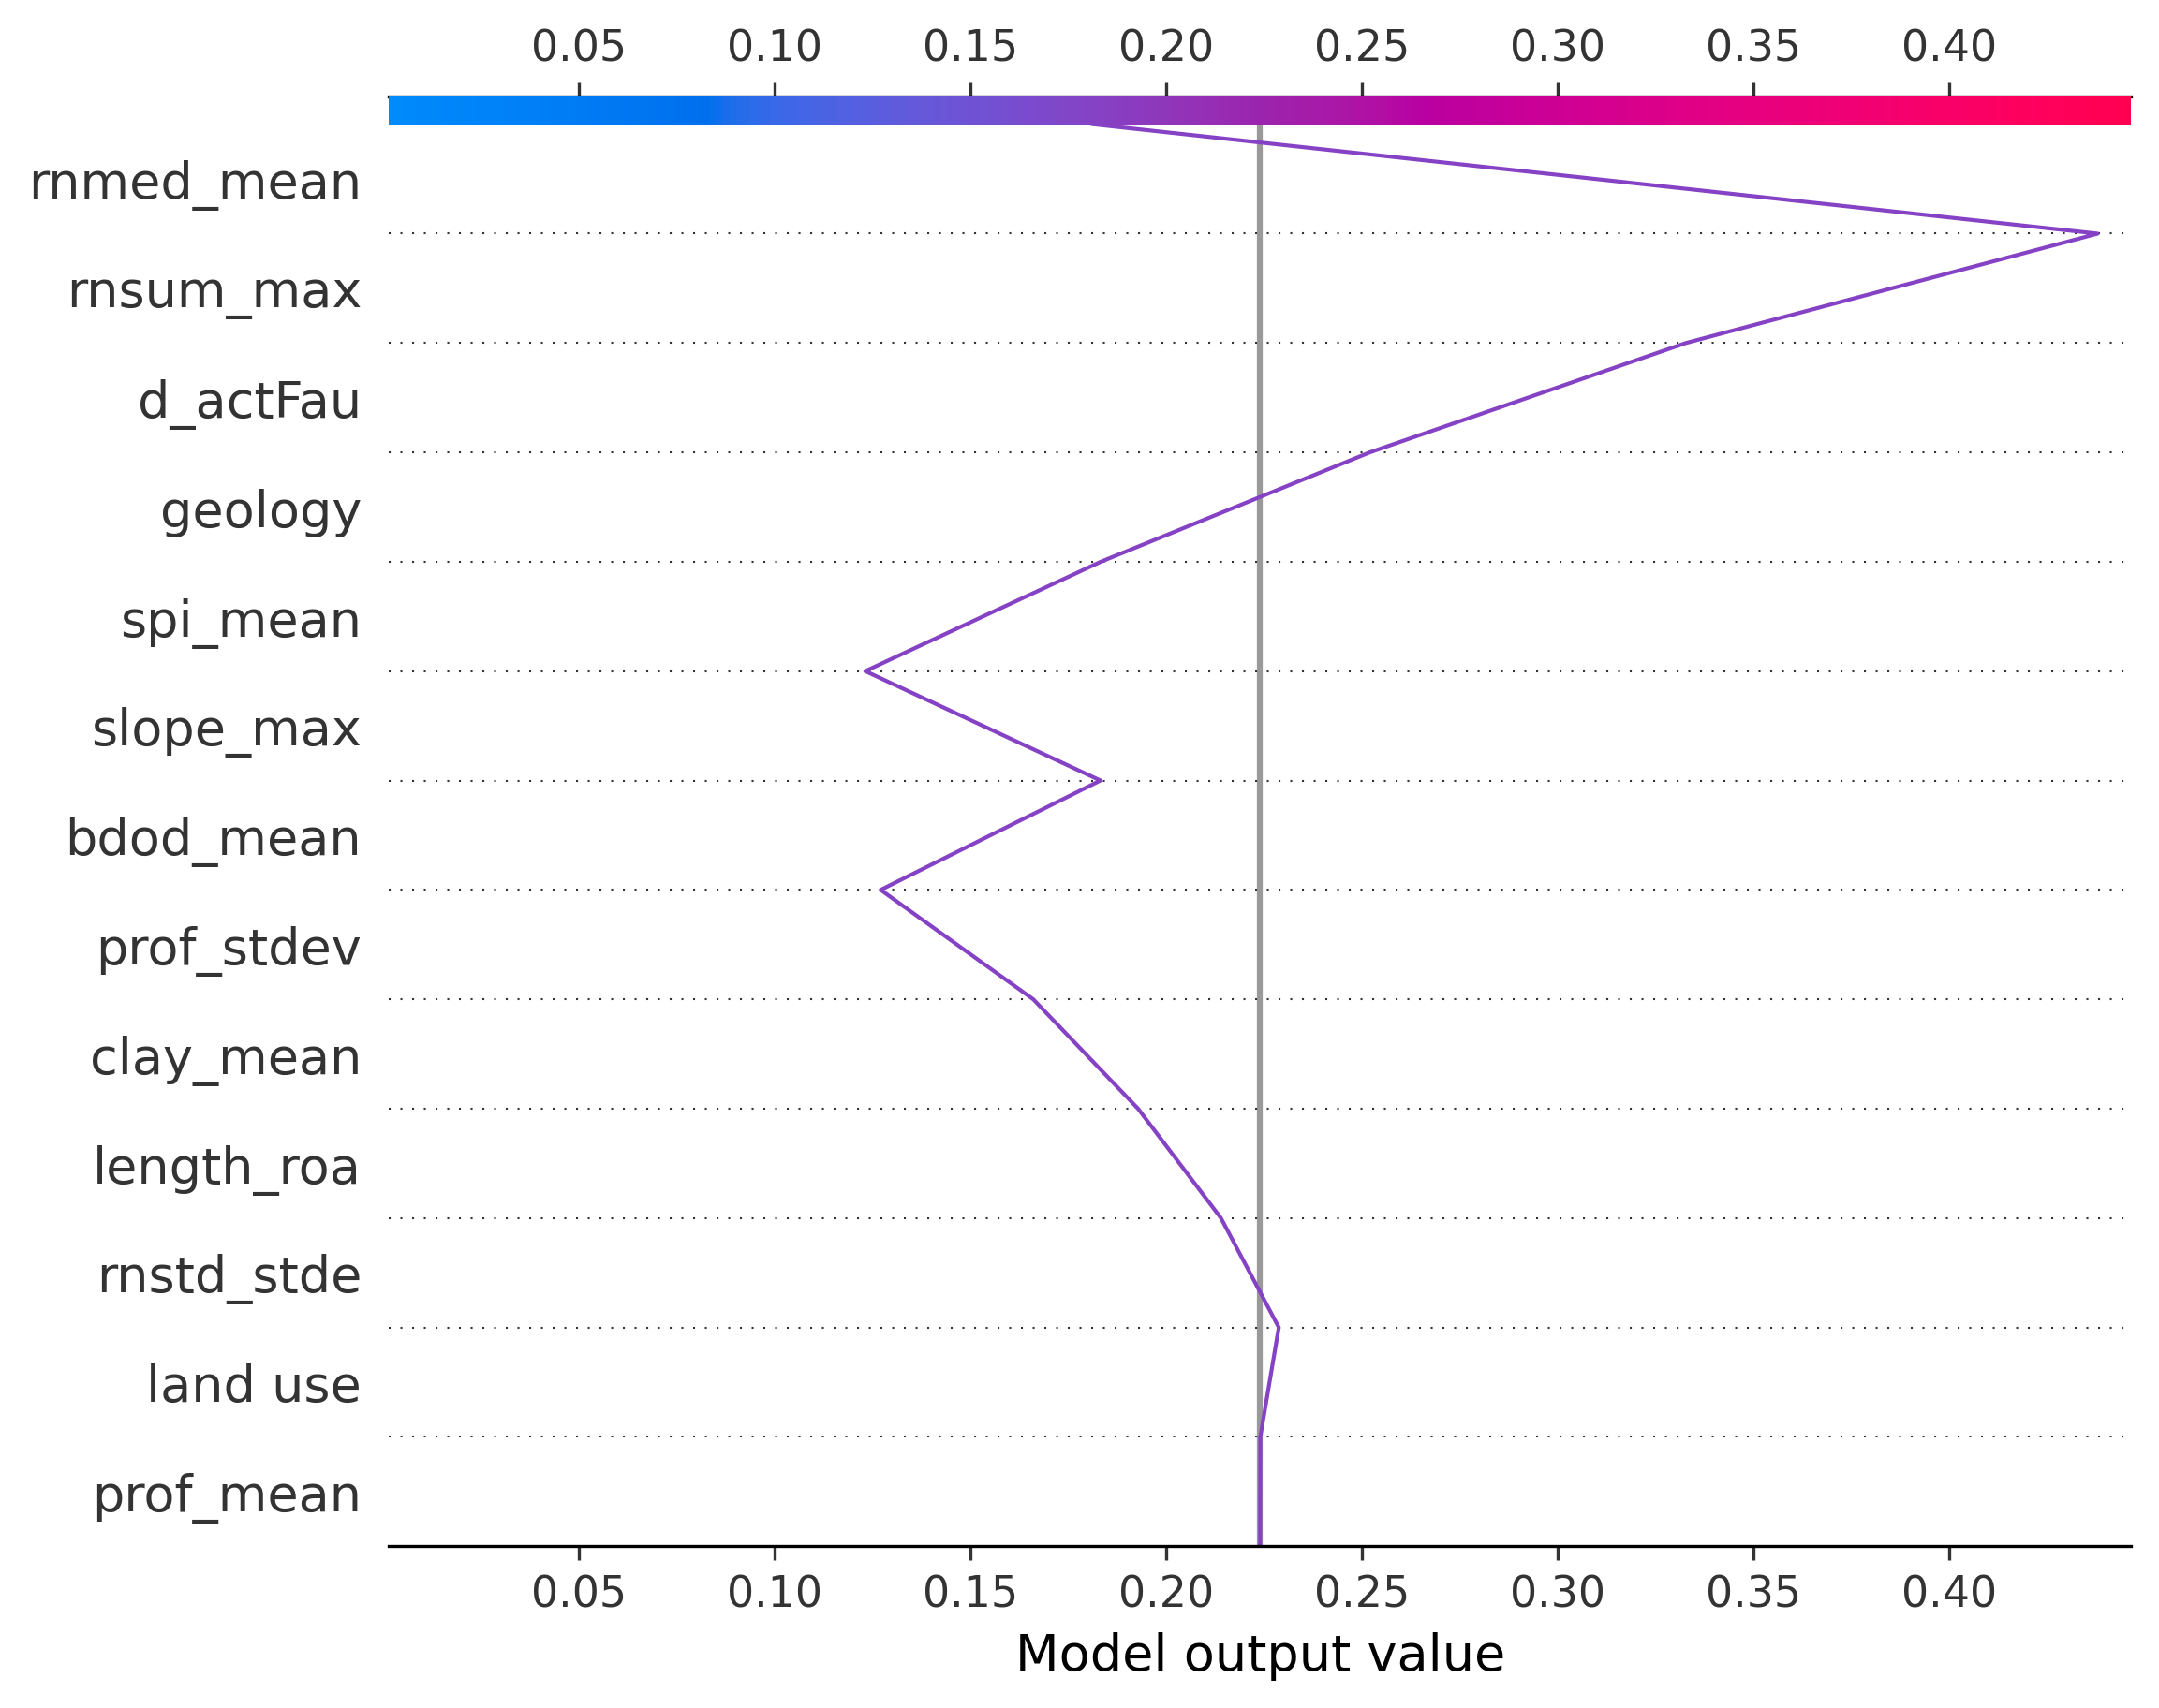 0.05 0.10 0.15 0.20 0.25 0.30 0.35 0.40
rnmed_mean
rnsum_max
d_actFau
geology
spi_mean
slope_max
bdod_mean
prof_stdev
clay_mean
length_roa
rnstd_stde
land use
prof_mean
0.05 0.10 0.15 0.20 0.25 0.30 0.35 0.40
Model output value